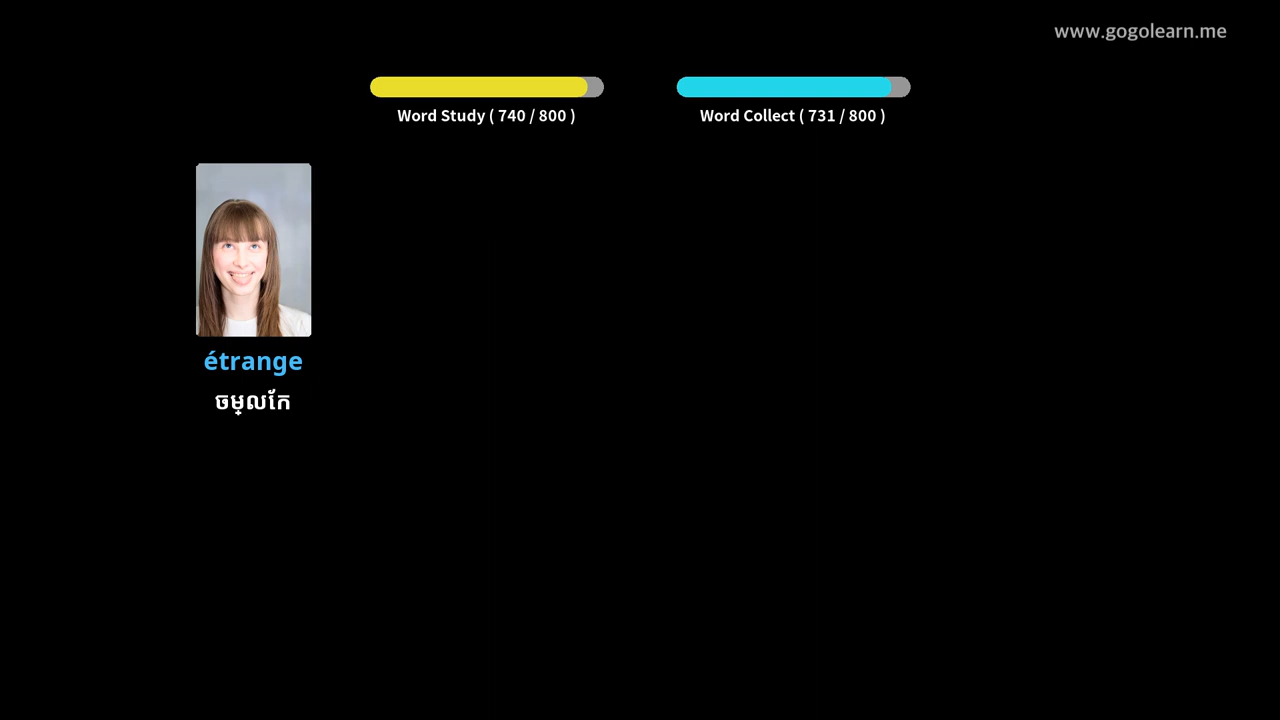 www.gogolearn.me
Word Study ( 740 / 800 )
Word Collect ( 731 / 800 )
étrange
ចម្លែក